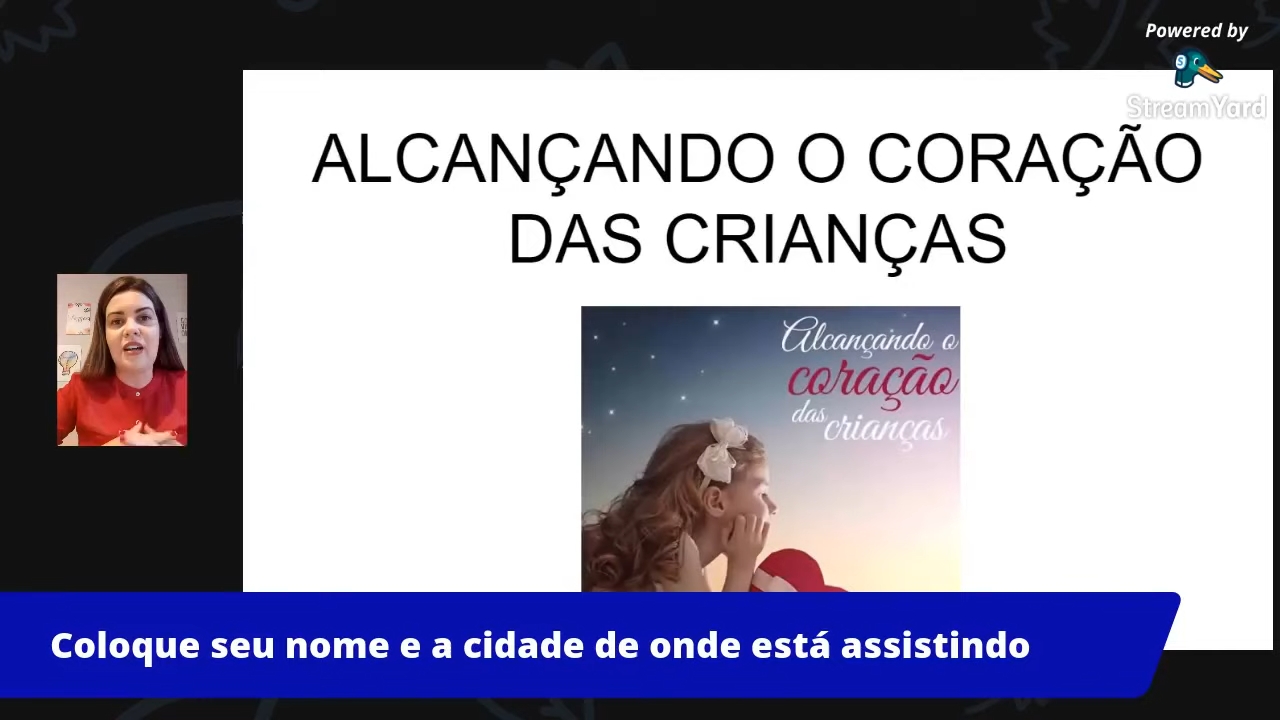 Powered by
StreamYard
ALCANÇANDO O CORAÇÃO
DAS CRIANÇAS
Alcançando o
coração
das
crianças
Coloque seu nome e a cidade de onde está assistindo